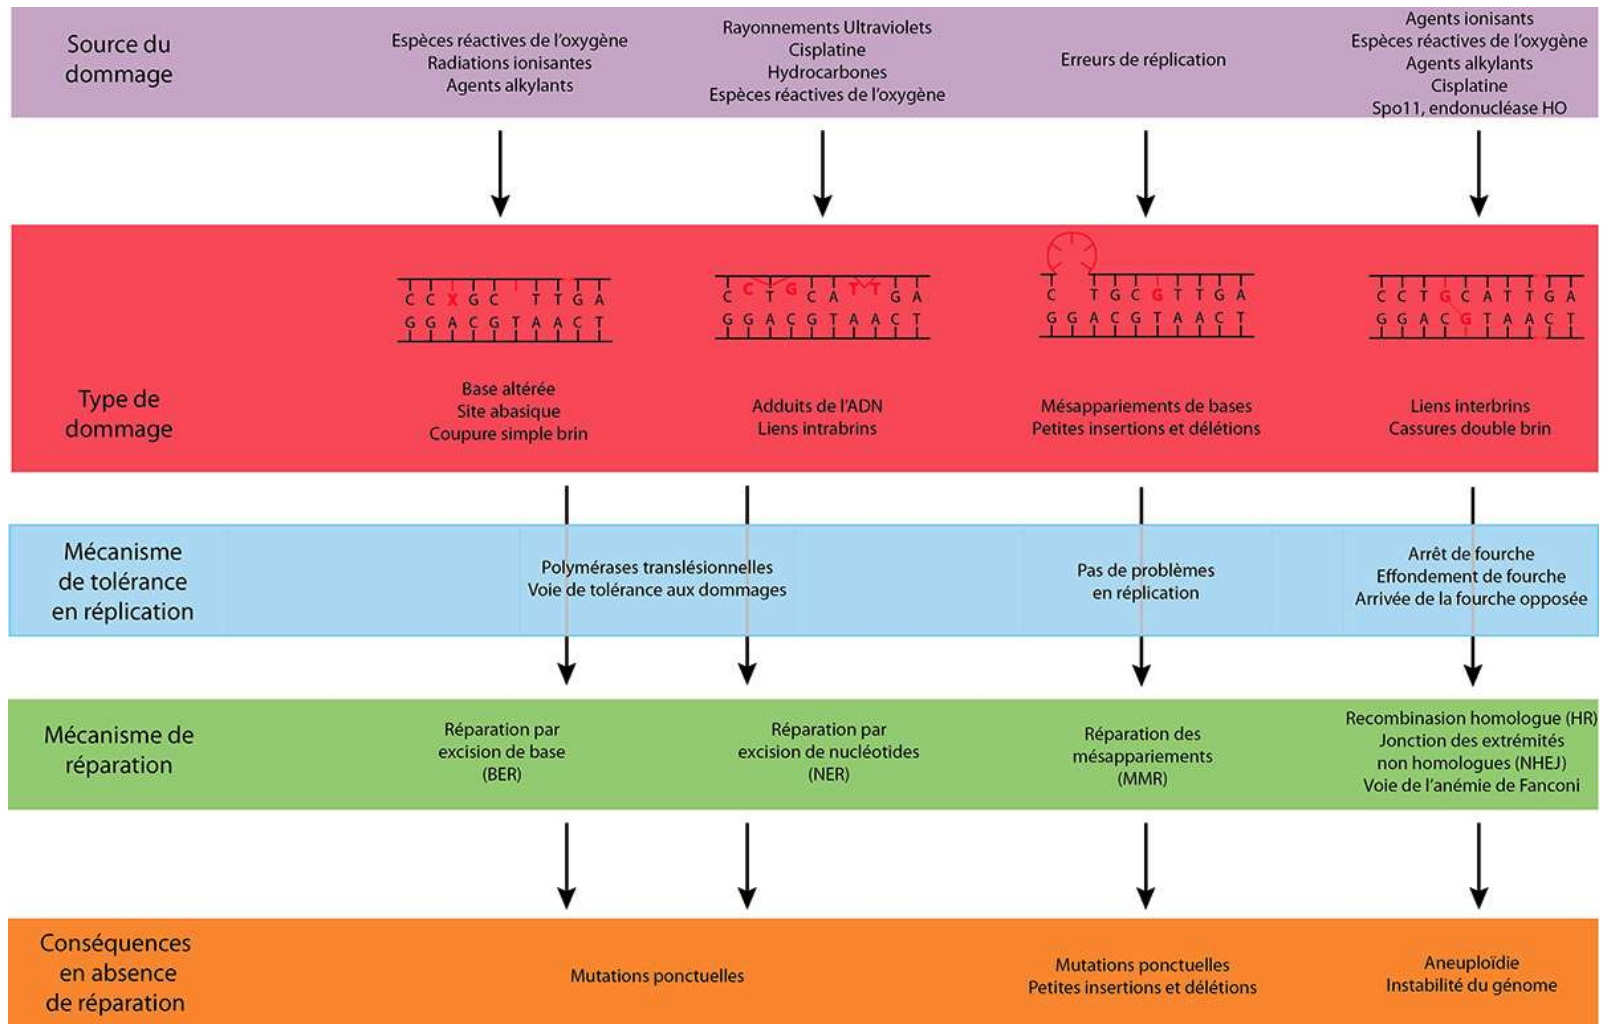 Source du
dommage
Espèces réactives de l'oxygène
Radiations ionisantes
Agents alkylants
Rayonnements Ultraviolets
Cisplatine
Hydrocarbones
Espèces réactives de l'oxygène
Erreurs de réplication
Agents ionisants
Espèces réactives de l'oxygène
Agents alkylants
Cisplatine
Spo11, endonucléase HO
Type de
dommage
C C X G C T T G A
G G A C G T A A C T
Base altérée
Site abasique
Coupure simple brin
C C T G C A T T G A
G G A C G T A A C T
Adduits de l'ADN
Liens intrabrins
C T G C G T T G A
G G A C G T A A C T
Mésappariements de bases
Petites insertions et délétions
C C T G C A T T G A
G G A C G T A A C T
Liens interbrins
Cassures double brin
Mécanisme
de tolérance
en réplication
Polymérases translésionnelles
Voie de tolérance aux dommages
Pas de problèmes
en réplication
Arrêt de fourche
Effondement de fourche
Arrivée de la fourche opposée
Mécanisme de
réparation
Réparation par
excision de base
(BER)
Réparation par
excision de nucléotides
(NER)
Réparation des
mésappariements
(MMR)
Recombinasion homologue (HR)
Jonction des extrémités
non homologues (NHEJ)
Voie de l'anémie de Fanconi
Conséquences
en absence
de réparation
Mutations ponctuelles
Mutations ponctuelles
Petites insertions et délétions
Aneuploïdie
Instabilité du génome